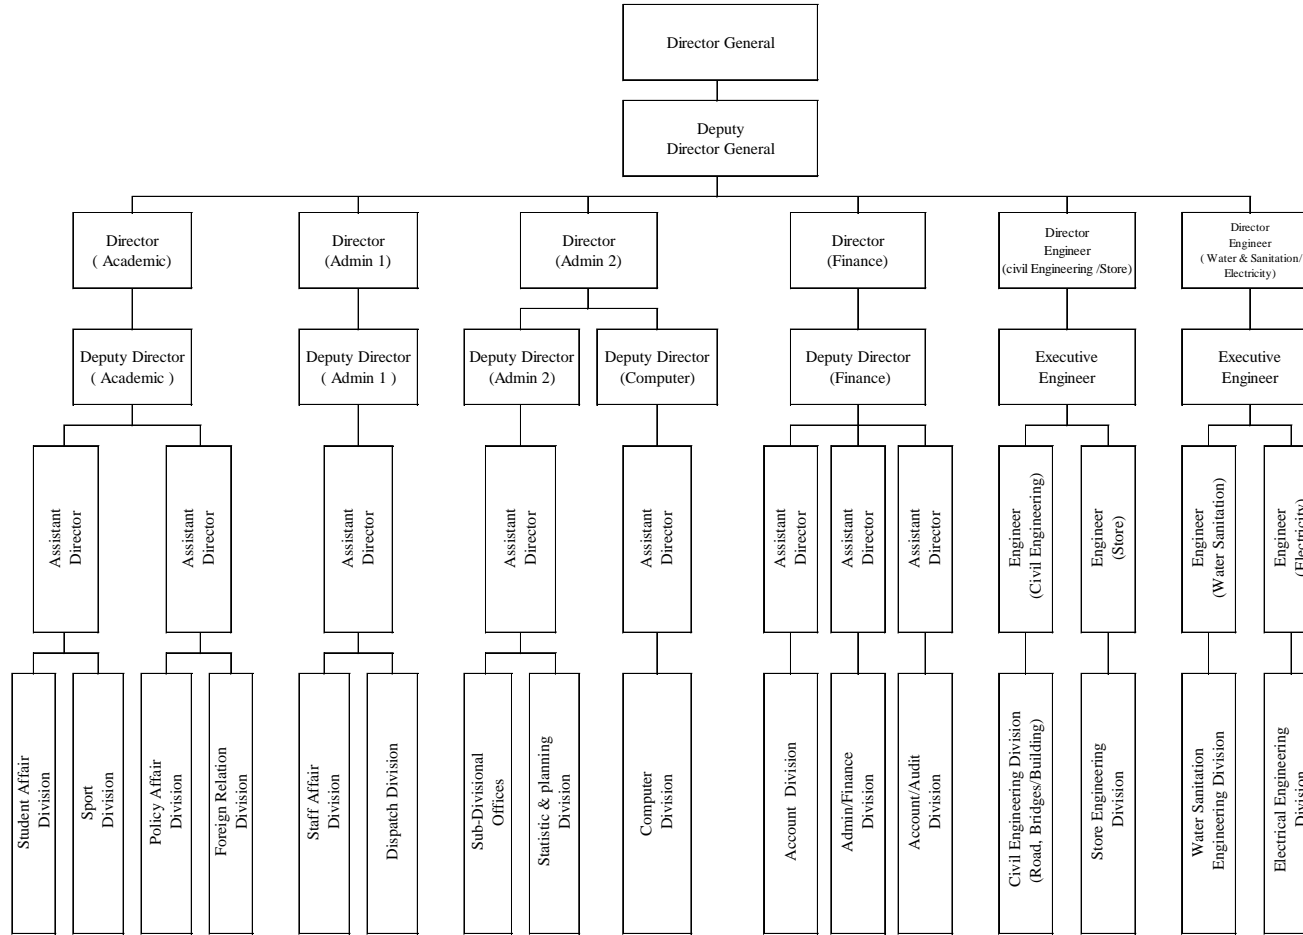 Director General
Deputy
Director General
Director
( Academic)
Director
(Admin 1)
Director
(Admin 2)
Director
(Finance)
Director
Engineer
(civil Engineering /Store)
Director
Engineer
( Water & Sanitation/
Electricity)
Deputy Director
( Academic )
Deputy Director
( Admin 1 )
Deputy Director
(Admin 2)
Deputy Director
(Computer)
Deputy Director
(Finance)
Executive
Engineer
Executive
Engineer
Assistant
Director
Assistant
Director
Assistant
Director
Assistant
Director
Assistant
Director
Assistant
Director
Assistant
Director
Assistant
Director
Engineer
(Civil Engineering)
Engineer
(Store)
Engineer
(Water Sanitation)
Engineer
(Electricity)
Student Affair
Division
Sport
Division
Policy Affair
Division
Foreign Relation
Division
Staff Affair
Division
Dispatch Division
Sub-Divisional
Offices
Statistic & planning
Division
Computer
Division
Account Division
Admin/Finance
Division
Account/Audit
Division
Civil Engineering Division
(Road, Bridges/Building)
Store Engineering
Division
Water Sanitation
Engineering Division
Electrical Engineering
Division